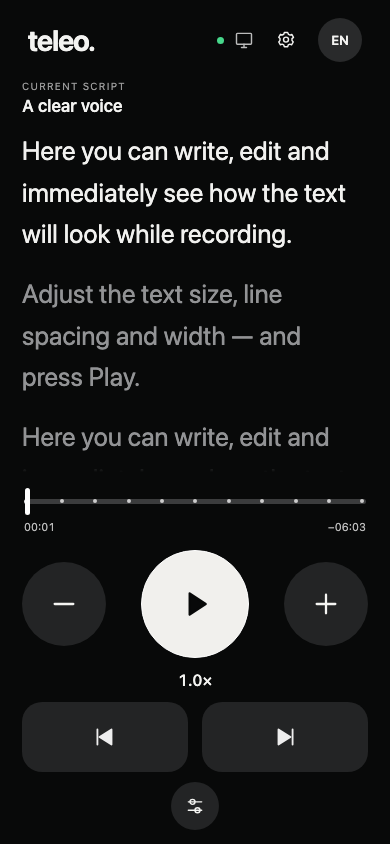 teleo.
EN
CURRENT SCRIPT
A clear voice
Here you can write, edit and
immediately see how the text
will look while recording.
Adjust the text size, line
spacing and width — and
press Play.
Here you can write, edit and
00:01
−06:03
1.0×